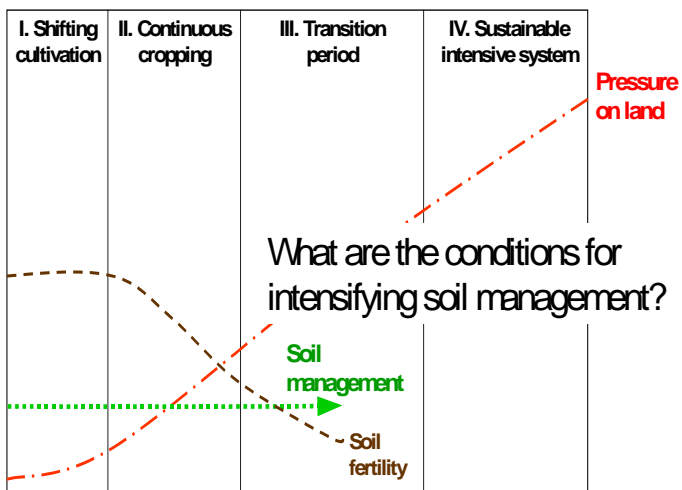 I. Shifting
cultivation
II. Continuous
cropping
III. Transition
period
IV. Sustainable
intensive system
Pressure
on land
What are the conditions for
intensifying soil management?
Soil
management
Soil
fertility